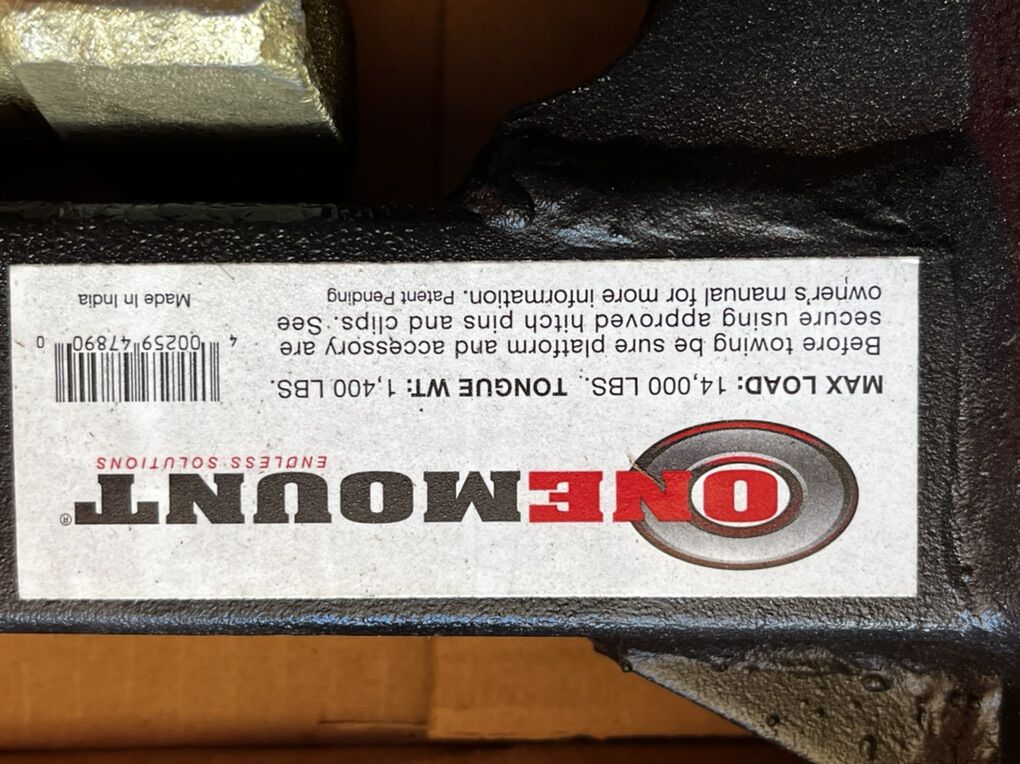 ONEMOUNT®
ENDLESS SOLUTIONS
MAX LOAD: 14,000 LBS. TONGUE WT: 1,400 LBS.
Before towing be sure platform and accessory are
secure using approved hitch pins and clips. See
owner's manual for more information. Patent Pending
4 00259 47890 0
Made In India